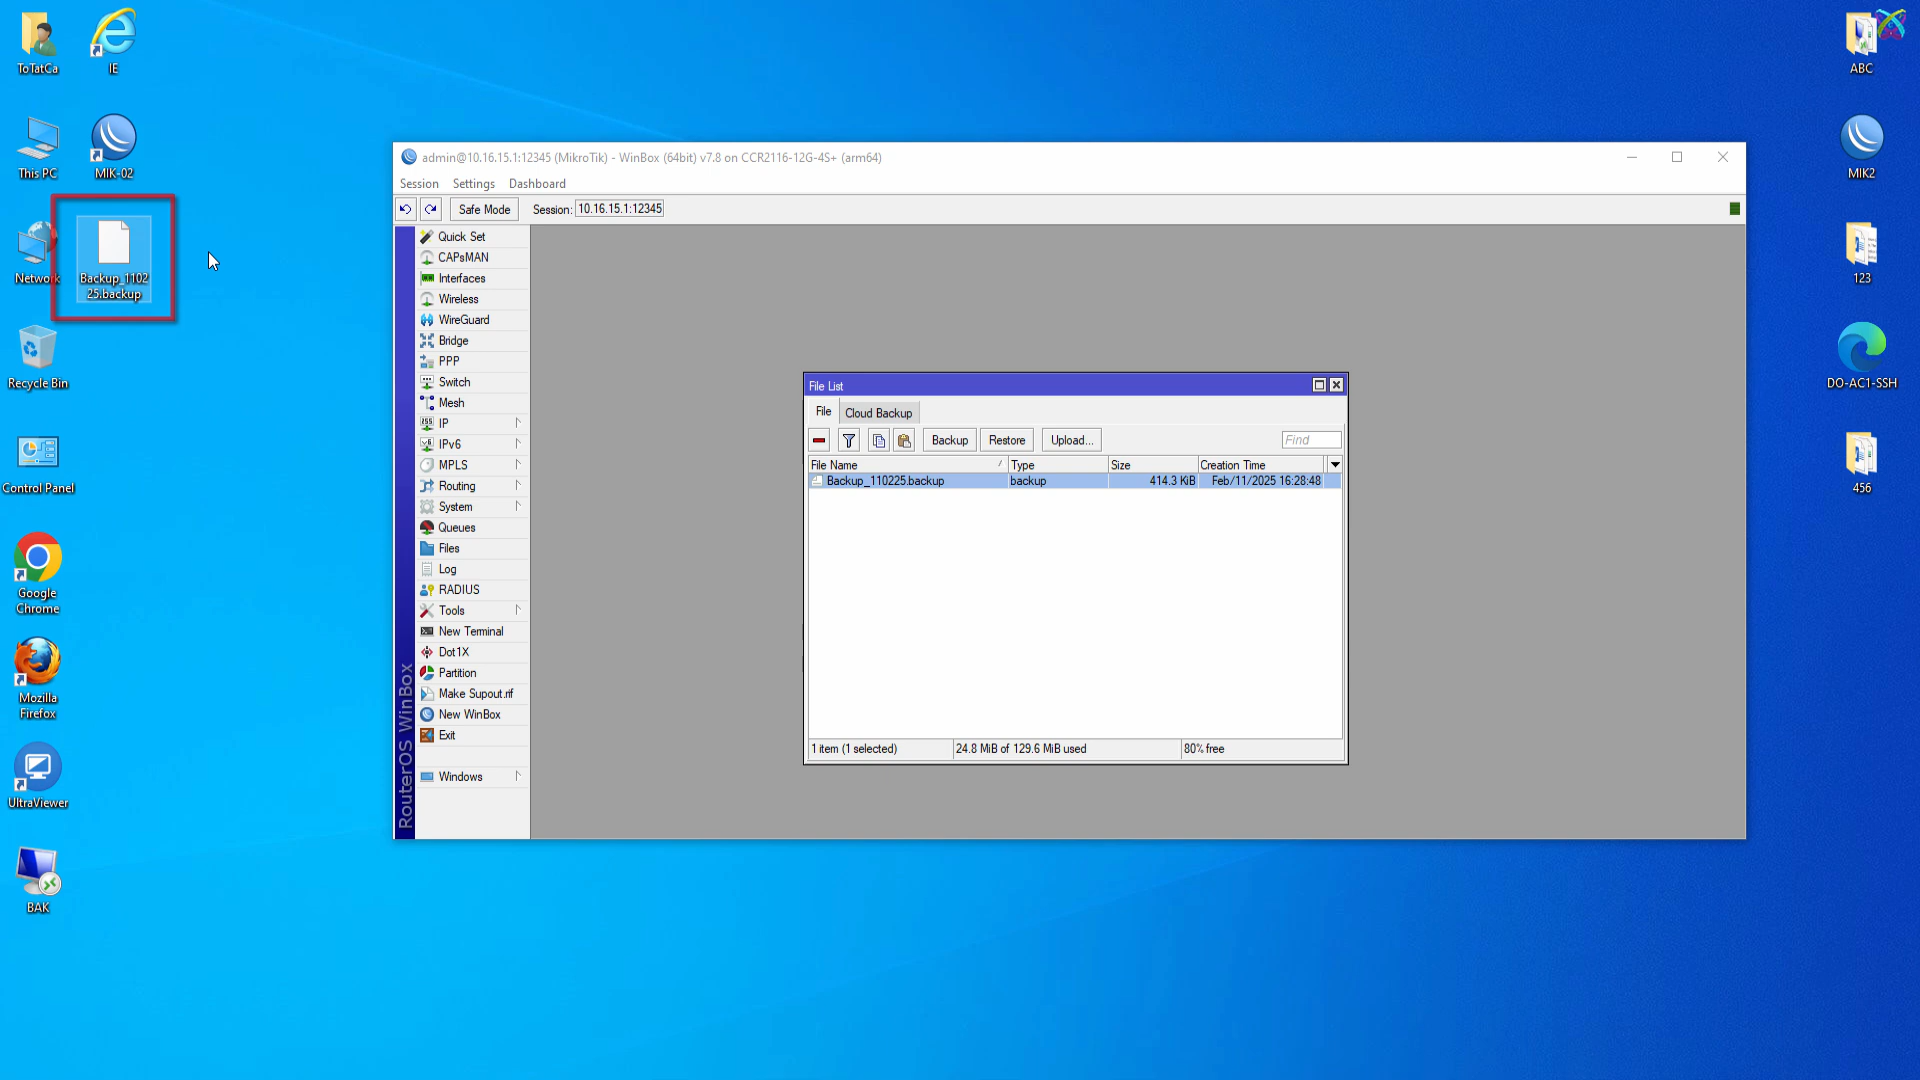 ToTatCa
IE
This PC
MIK-02
Network
Backup_1102
25.backup
Recycle Bin
Control Panel
Google
Chrome
Mozilla
Firefox
UltraViewer
BAK
ABC
MIK2
123
DO-AC1-SSH
456
admin@10.16.15.1:12345 (MikroTik) - WinBox (64bit) v7.8 on CCR2116-12G-4S+ (arm64)
Session Settings Dashboard
Safe Mode Session: 10.16.15.1:12345
RouterOS WinBox
Quick Set
CAPsMAN
Interfaces
Wireless
WireGuard
Bridge
PPP
Switch
Mesh
IP
IPv6
MPLS
Routing
System
Queues
Files
Log
RADIUS
Tools
New Terminal
Dot1X
Partition
Make Supout.rif
New WinBox
Exit
Windows
File List
File Cloud Backup
Backup Restore Upload... Find
File Name Type Size Creation Time
Backup_110225.backup backup 414.3 KiB Feb/11/2025 16:28:48
1 item (1 selected) 24.8 MiB of 129.6 MiB used 80% free